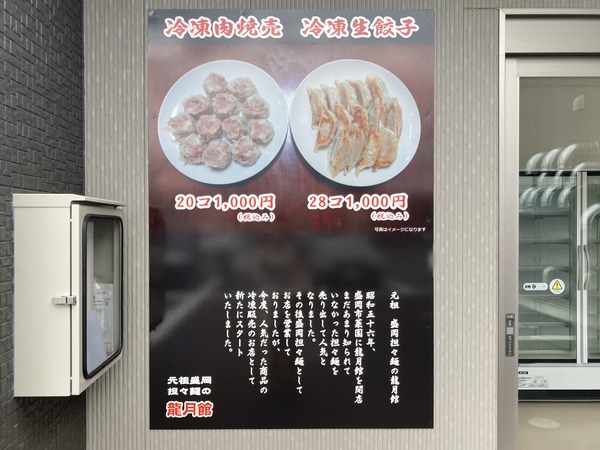 冷凍肉焼売 冷凍生餃子
20コ1,000円
(税込み)
28コ1,000円
(税込み)
写真はイメージになります
元祖 盛岡担々麺の龍月館
昭和五十六年、
盛岡市菜園に龍月館を開店
まだあまり知られて
いなかった担々麺を
売り出して人気と
なりました。
その後盛岡担々麺として
お店を営業して
おりましたが、
今度、人気だった商品の
冷凍販売のお店として
新たにスタート
いたしました。
元祖盛岡
担々麺の
龍月館